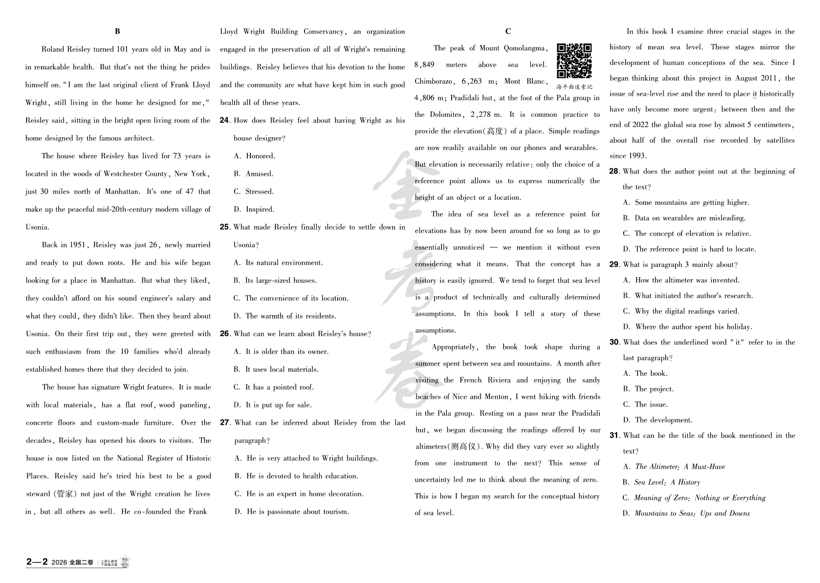 B
Roland Reisley turned 101 years old in May and is
in remarkable health. But that's not the thing he prides
himself on. "I am the last original client of Frank Lloyd
Wright, still living in the home he designed for me,"
Reisley said, sitting in the bright open living room of the
home designed by the famous architect.
The house where Reisley has lived for 73 years is
located in the woods of Westchester County, New York,
just 30 miles north of Manhattan. It's one of 47 that
make up the peaceful mid-20th-century modern village of
Usonia.
Back in 1951, Reisley was just 26, newly married
and ready to put down roots. He and his wife began
looking for a place in Manhattan. But what they liked,
they couldn't afford on his sound engineer's salary and
what they could, they didn't like. Then they heard about
Usonia. On their first trip out, they were greeted with
such enthusiasm from the 10 families who'd already
established homes there that they decided to join.
The house has signature Wright features. It is made
with local materials, has a flat roof, wood paneling,
concrete floors and custom-made furniture. Over the
decades, Reisley has opened his doors to visitors. The
house is now listed on the National Register of Historic
Places. Reisley said he's tried his best to be a good
steward (管家) not just of the Wright creation he lives
in, but all others as well. He co-founded the Frank
Lloyd Wright Building Conservancy, an organization
engaged in the preservation of all of Wright's remaining
buildings. Reisley believes that his devotion to the home
and the community are what have kept him in such good
health all of these years.
24. How does Reisley feel about having Wright as his
house designer?
A. Honored.
B. Amused.
C. Stressed.
D. Inspired.
25. What made Reisley finally decide to settle down in
Usonia?
A. Its natural environment.
B. Its large-sized houses.
C. The convenience of its location.
D. The warmth of its residents.
26. What can we learn about Reisley's house?
A. It is older than its owner.
B. It uses local materials.
C. It has a pointed roof.
D. It is put up for sale.
27. What can be inferred about Reisley from the last
paragraph?
A. He is very attached to Wright buildings.
B. He is devoted to health education.
C. He is an expert in home decoration.
D. He is passionate about tourism.
C
The peak of Mount Qomolangma,
8,849 meters above sea level.
Chimborazo, 6,263 m; Mont Blanc,
4,806 m; Pradidali hut, at the foot of the Pala group in
the Dolomites, 2,278 m. It is common practice to
provide the elevation(高度) of a place. Simple readings
are now readily available on our phones and wearables.
But elevation is necessarily relative: only the choice of a
reference point allows us to express numerically the
height of an object or a location.
The idea of sea level as a reference point for
elevations has by now been around for so long as to go
essentially unnoticed — we mention it without even
considering what it means. That the concept has a
history is easily ignored. We tend to forget that sea level
is a product of technically and culturally determined
assumptions. In this book I tell a story of these
assumptions.
Appropriately, the book took shape during a
summer spent between sea and mountains. A month after
visiting the French Riviera and enjoying the sandy
beaches of Nice and Menton, I went hiking with friends
in the Pala group. Resting on a pass near the Pradidali
hut, we began discussing the readings offered by our
altimeters(测高仪). Why did they vary ever so slightly
from one instrument to the next? This sense of
uncertainty led me to think about the meaning of zero.
This is how I began my search for the conceptual history
of sea level.
In this book I examine three crucial stages in the
history of mean sea level. These stages mirror the
development of human conceptions of the sea. Since I
began thinking about this project in August 2011, the
issue of sea-level rise and the need to place it historically
have only become more urgent: between then and the
end of 2022 the global sea rose by almost 5 centimeters,
about half of the overall rise recorded by satellites
since 1993.
28. What does the author point out at the beginning of
the text?
A. Some mountains are getting higher.
B. Data on wearables are misleading.
C. The concept of elevation is relative.
D. The reference point is hard to locate.
29. What is paragraph 3 mainly about?
A. How the altimeter was invented.
B. What initiated the author's research.
C. Why the digital readings varied.
D. Where the author spent his holiday.
30. What does the underlined word "it" refer to in the
last paragraph?
A. The book.
B. The project.
C. The issue.
D. The development.
31. What can be the title of the book mentioned in the
text?
A. The Altimeter: A Must-Have
B. Sea Level: A History
C. Meaning of Zero: Nothing or Everything
D. Mountains to Seas: Ups and Downs
2—2 2026 全国二卷